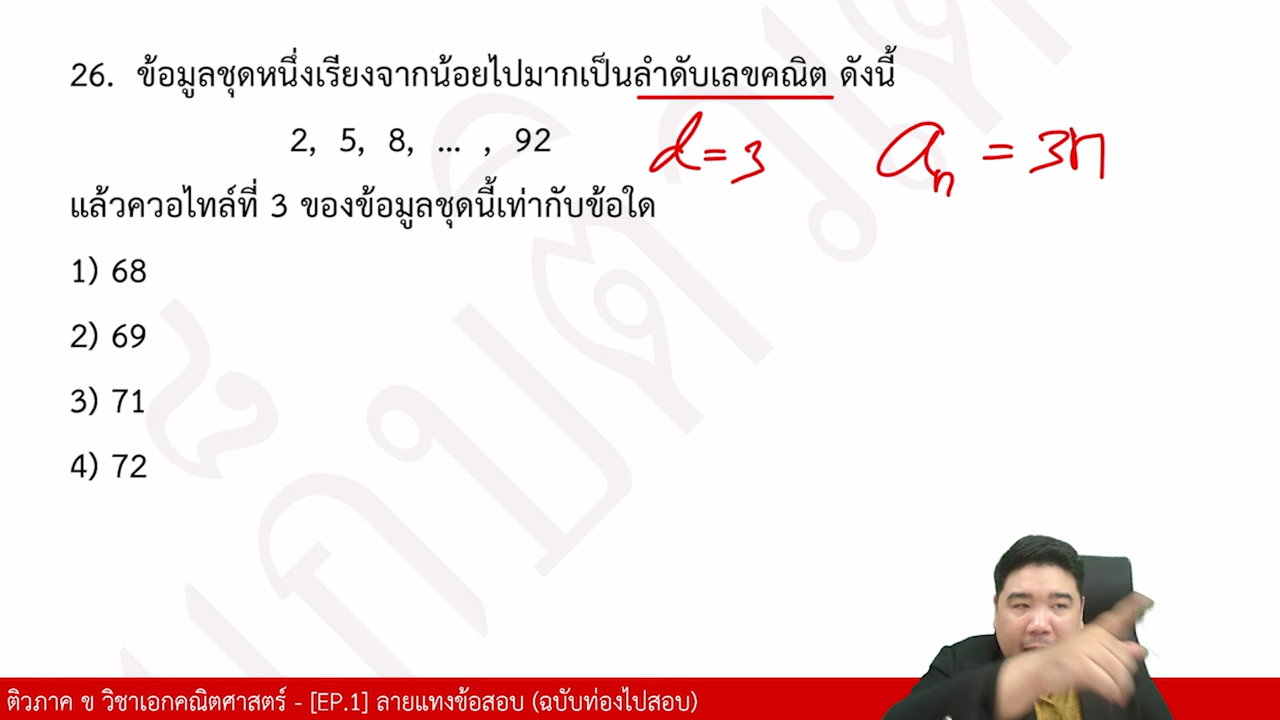 26. ข้อมูลชุดหนึ่งเรียงจากน้อยไปมากเป็นลำดับเลขคณิต ดังนี้
2, 5, 8, ... , 92
d = 3
aₙ = 3n
แล้วควอไทล์ที่ 3 ของข้อมูลชุดนี้เท่ากับข้อใด
1) 68
2) 69
3) 71
4) 72
ติวภาค ข วิชาเอกคณิตศาสตร์ - [EP.1] ลายแทงข้อสอบ (ฉบับท่องไปสอบ)